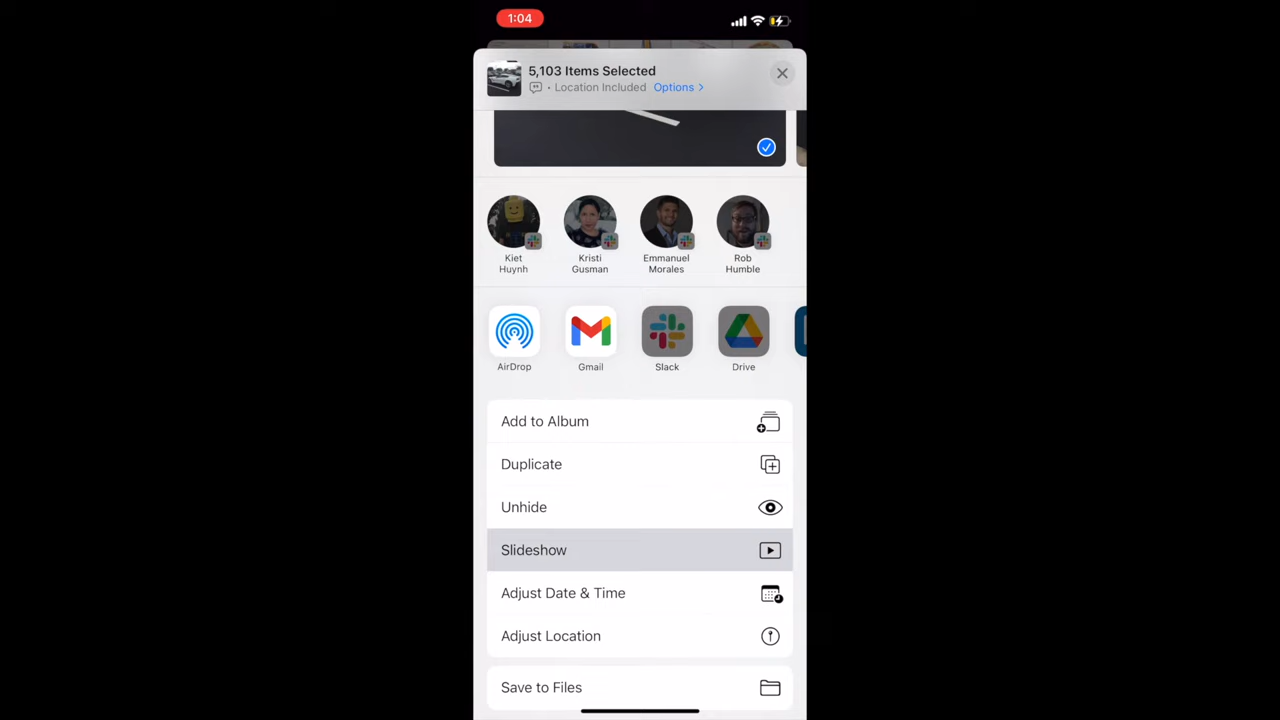 1:04
5,103 Items Selected
· Location Included Options >
Kiet
Huynh
Kristi
Gusman
Emmanuel
Morales
Rob
Humble
AirDrop
Gmail
Slack
Drive
Add to Album
Duplicate
Unhide
Slideshow
Adjust Date & Time
Adjust Location
Save to Files